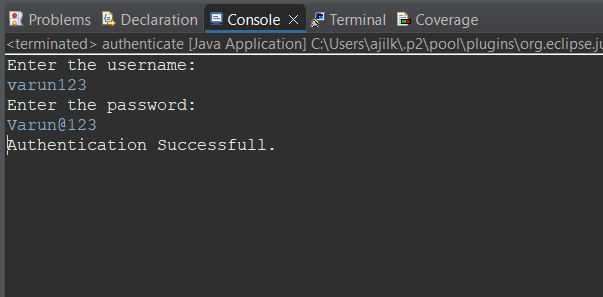 Problems Declaration Console Terminal Coverage
<terminated> authenticate [Java Application] C:\Users\ajilk\.p2\pool\plugins\org.eclipse.ju
Enter the username:
varun123
Enter the password:
Varun@123
Authentication Successfull.